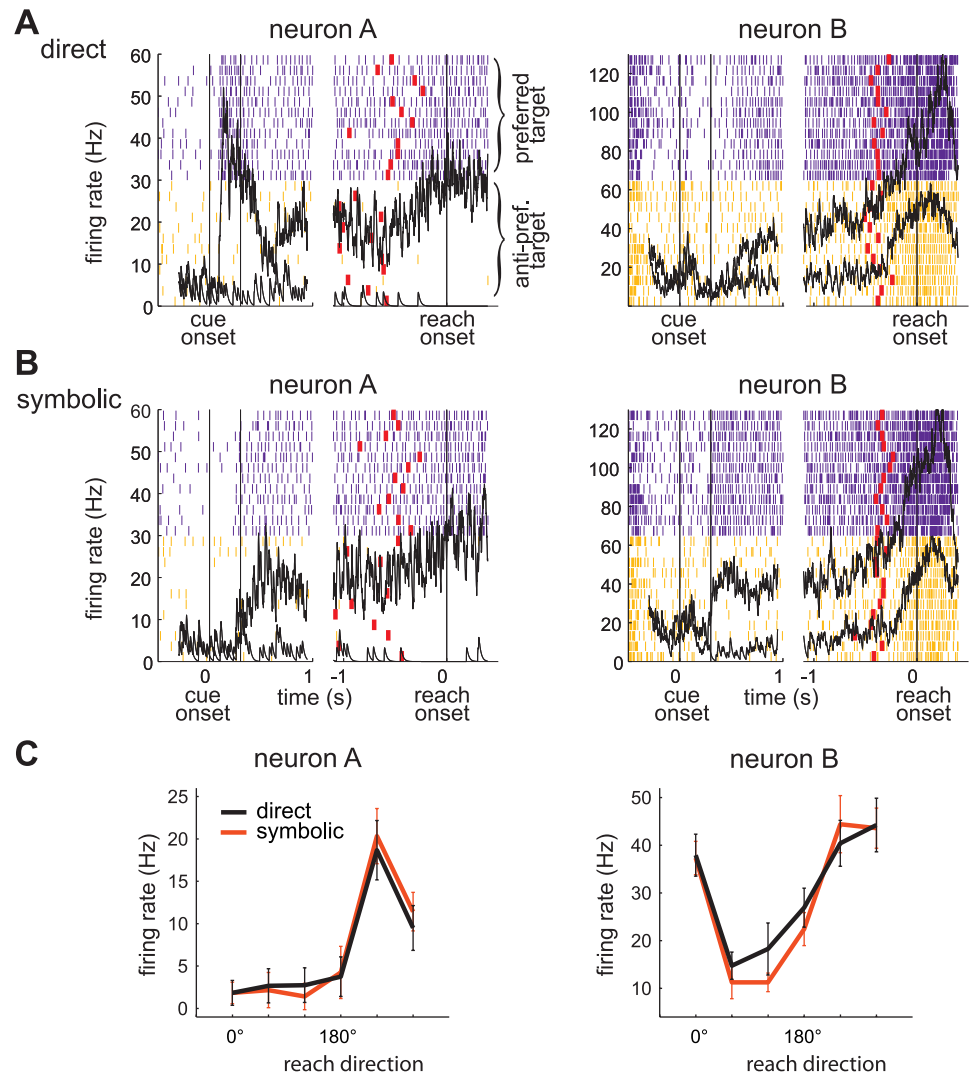 A
direct
neuron A
neuron B
firing rate (Hz)
60
50
40
30
20
10
0
preferred
target
anti-pref.
target
cue
onset
reach
onset
120
100
80
60
40
20
cue
onset
reach
onset
B
symbolic
neuron A
neuron B
firing rate (Hz)
60
50
40
30
20
10
0
0
1
-1
0
cue
onset
time (s)
reach
onset
120
100
80
60
40
20
0
0
1
-1
0
cue
onset
time (s)
reach
onset
C
neuron A
neuron B
direct
symbolic
firing rate (Hz)
25
20
15
10
5
0
0°
180°
reach direction
firing rate (Hz)
50
40
30
20
10
0°
180°
reach direction